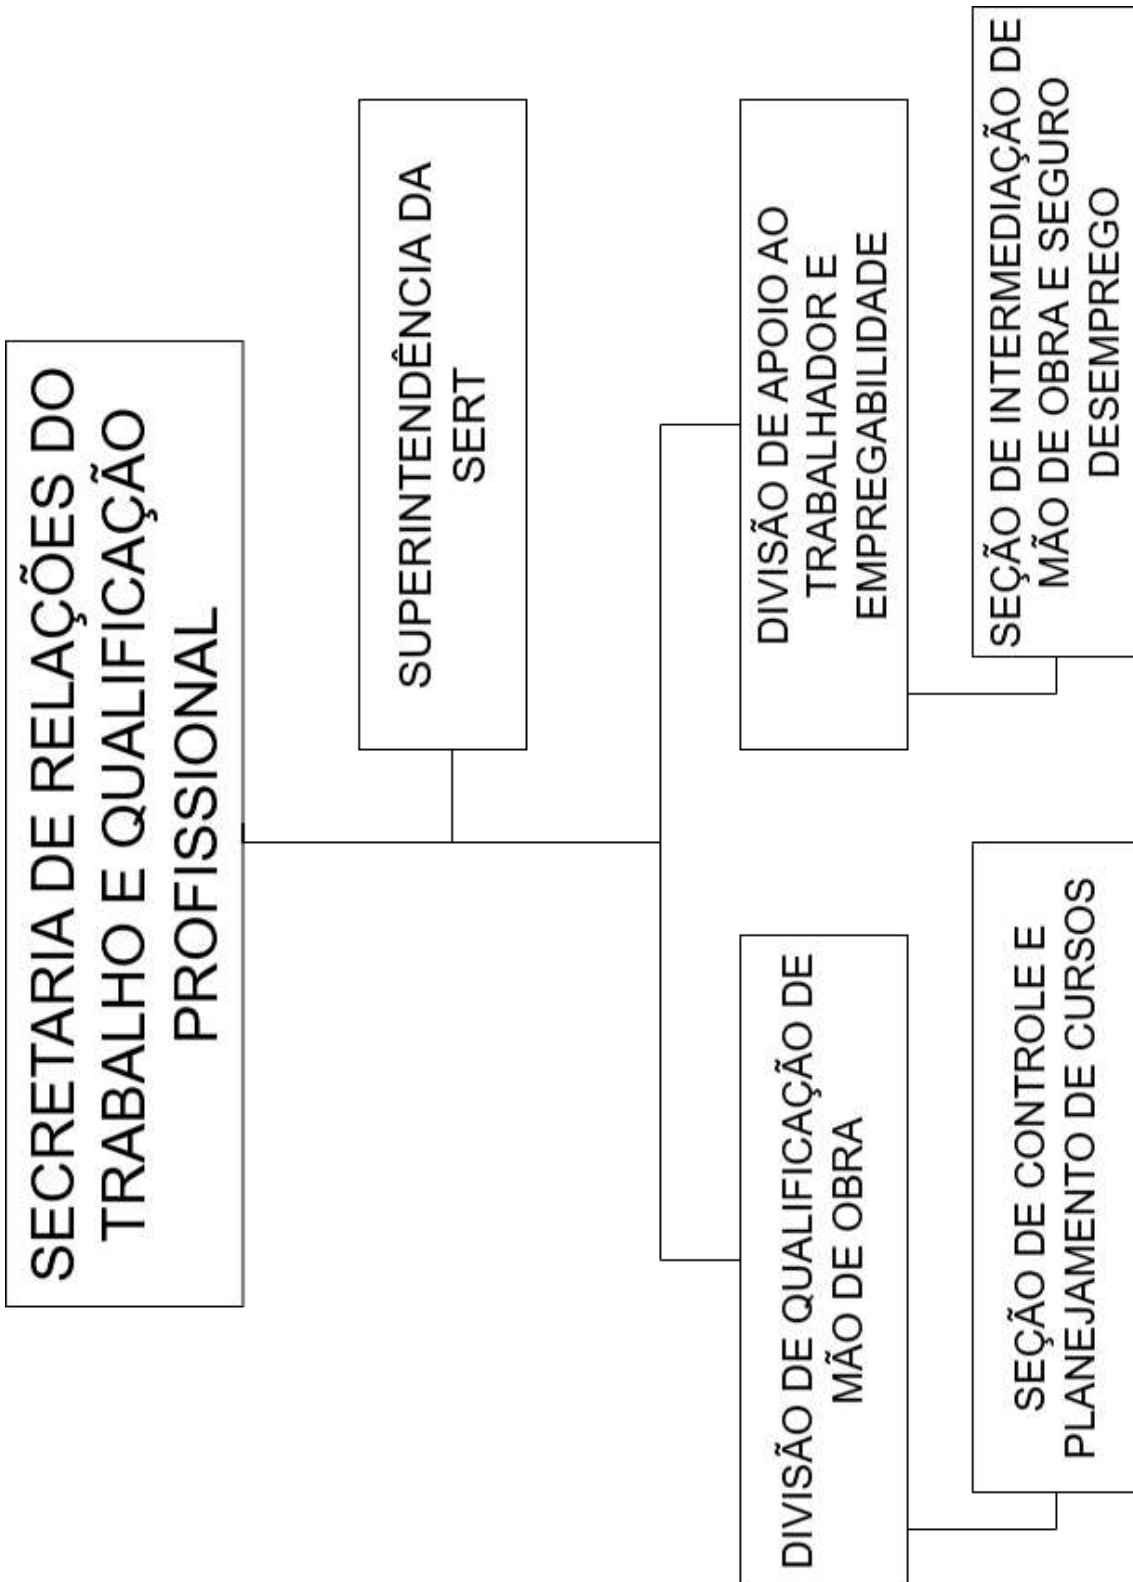 SECRETARIA DE RELAÇÕES DO
TRABALHO E QUALIFICAÇÃO
PROFISSIONAL
SUPERINTENDÊNCIA DA
SERT
DIVISÃO DE QUALIFICAÇÃO DE
MÃO DE OBRA
DIVISÃO DE APOIO AO
TRABALHADOR E
EMPREGABILIDADE
SEÇÃO DE CONTROLE E
PLANEJAMENTO DE CURSOS
SEÇÃO DE INTERMEDIAÇÃO DE
MÃO DE OBRA E SEGURO
DESEMPREGO